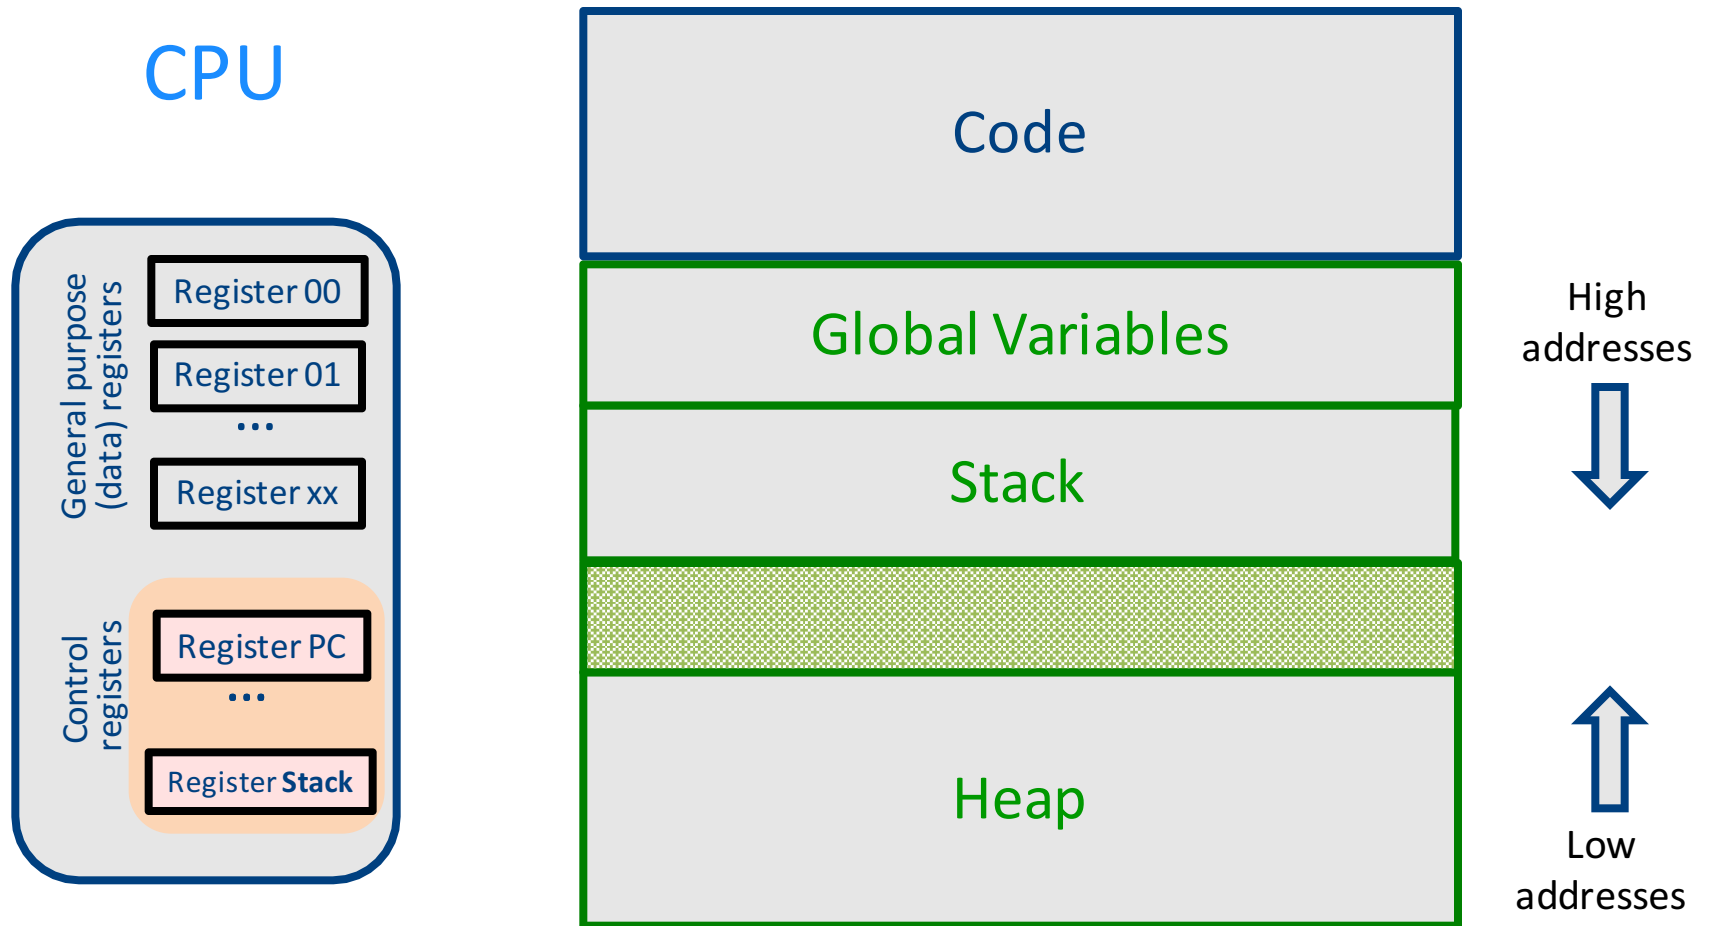 CPU
General purpose
(data) registers
Register 00
Register 01
...
Register xx
Control
registers
Register PC
...
Register Stack
Code
Global Variables
Stack
Heap
High
addresses
Low
addresses